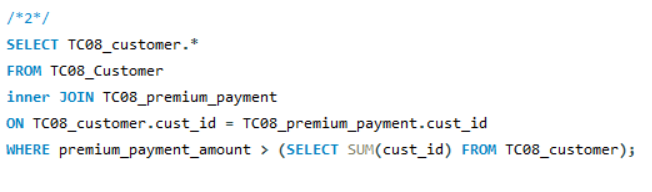 /*2*/
SELECT TC08_customer.*
FROM TC08_Customer
inner JOIN TC08_premium_payment
ON TC08_customer.cust_id = TC08_premium_payment.cust_id
WHERE premium_payment_amount > (SELECT SUM(cust_id) FROM TC08_customer);